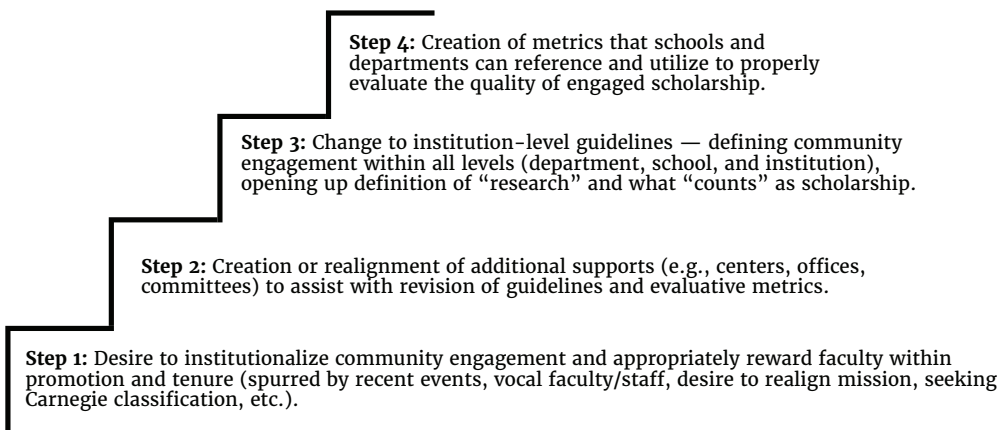 Step 4: Creation of metrics that schools and
departments can reference and utilize to properly
evaluate the quality of engaged scholarship.
Step 3: Change to institution-level guidelines — defining community
engagement within all levels (department, school, and institution),
opening up definition of “research” and what “counts” as scholarship.
Step 2: Creation or realignment of additional supports (e.g., centers, offices,
committees) to assist with revision of guidelines and evaluative metrics.
Step 1: Desire to institutionalize community engagement and appropriately reward faculty within
promotion and tenure (spurred by recent events, vocal faculty/staff, desire to realign mission, seeking
Carnegie classification, etc.).